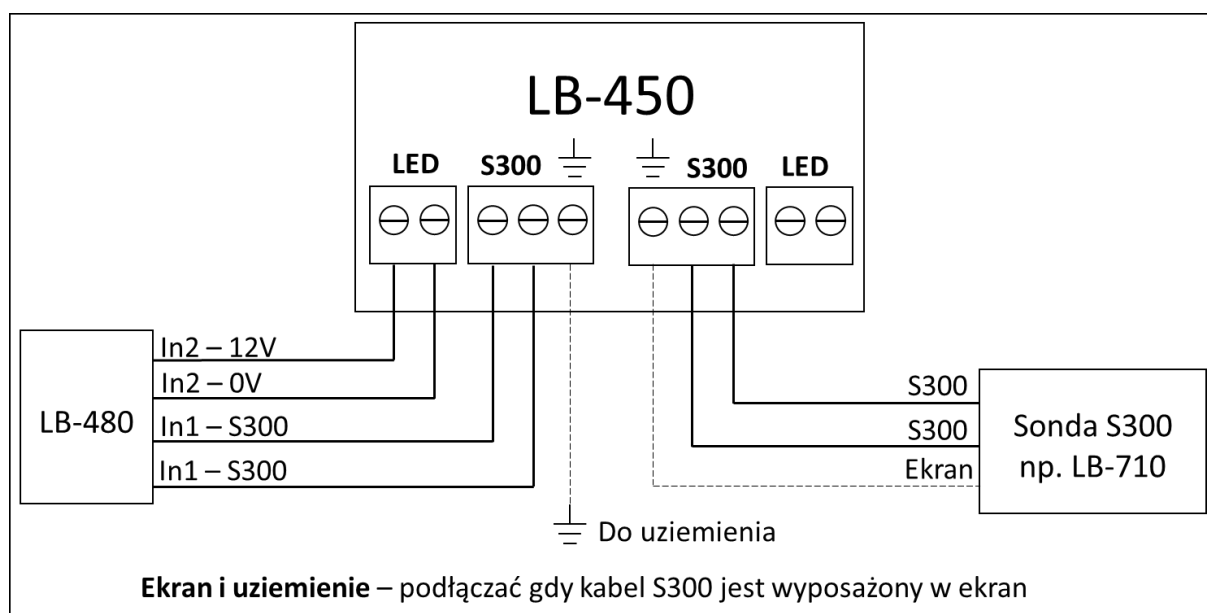 LB-450
LED S300 S300 LED
In2 – 12V
In2 – 0V
In1 – S300
In1 – S300
LB-480
S300
S300
Ekran
Sonda S300
np. LB-710
Do uziemienia
Ekran i uziemienie – podłączać gdy kabel S300 jest wyposażony w ekran